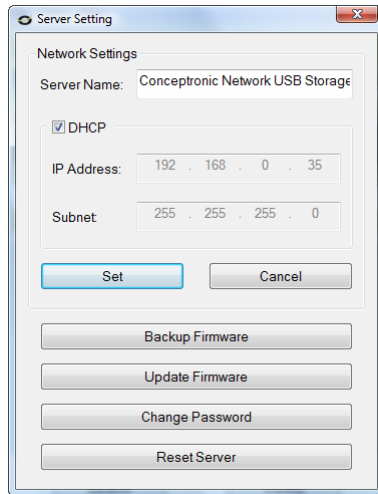 Server Setting
Network Settings
Server Name: Conceptronic Network USB Storage
DHCP
IP Address: 192 . 168 . 0 . 35
Subnet: 255 . 255 . 255 . 0
Set Cancel
Backup Firmware
Update Firmware
Change Password
Reset Server